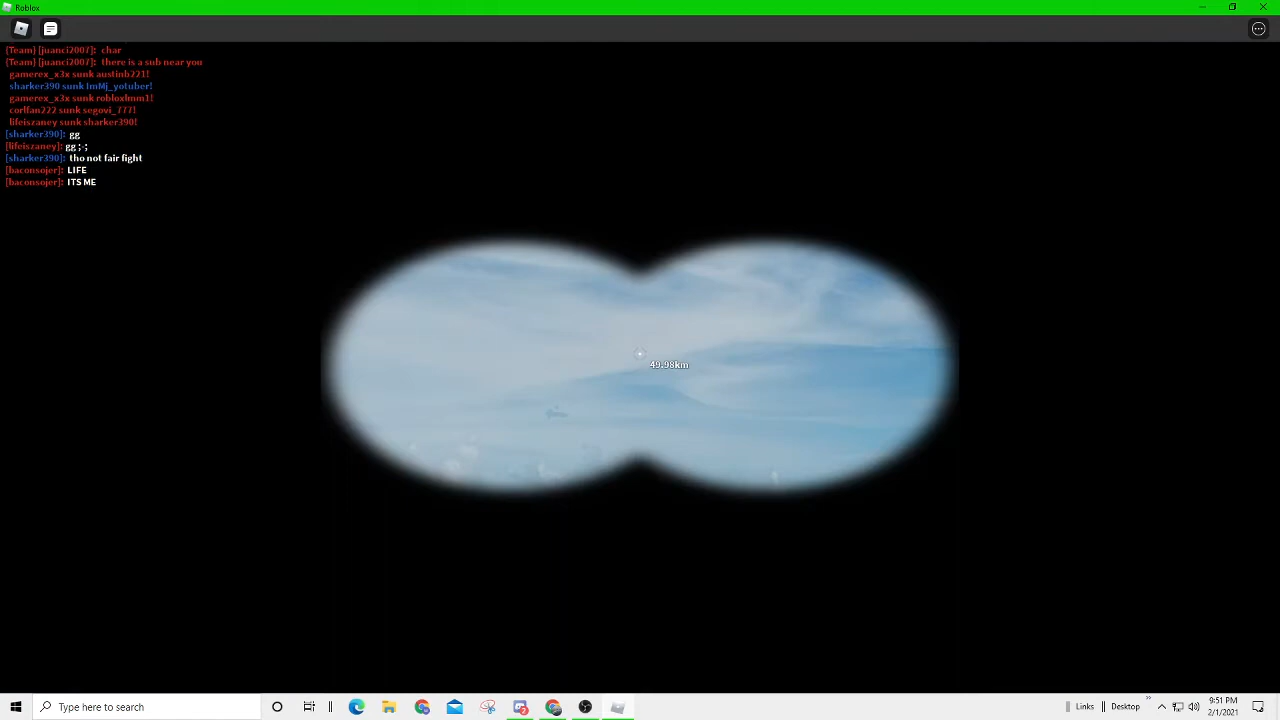 Roblox
{Team} [juanci2007]: char
{Team} [juanci2007]: there is a sub near you
gamerex_x3x sunk austinb221!
sharker390 sunk ImMj_yotuber!
gamerex_x3x sunk robloxlmm1!
corlfan222 sunk segovi_777!
lifeiszaney sunk sharker390!
[sharker390]: gg
[lifeiszaney]: gg ;-;
[sharker390]: tho not fair fight
[baconsojer]: LIFE
[baconsojer]: ITS ME
49.98km
Type here to search
Links
Desktop
9:51 PM
2/1/2021